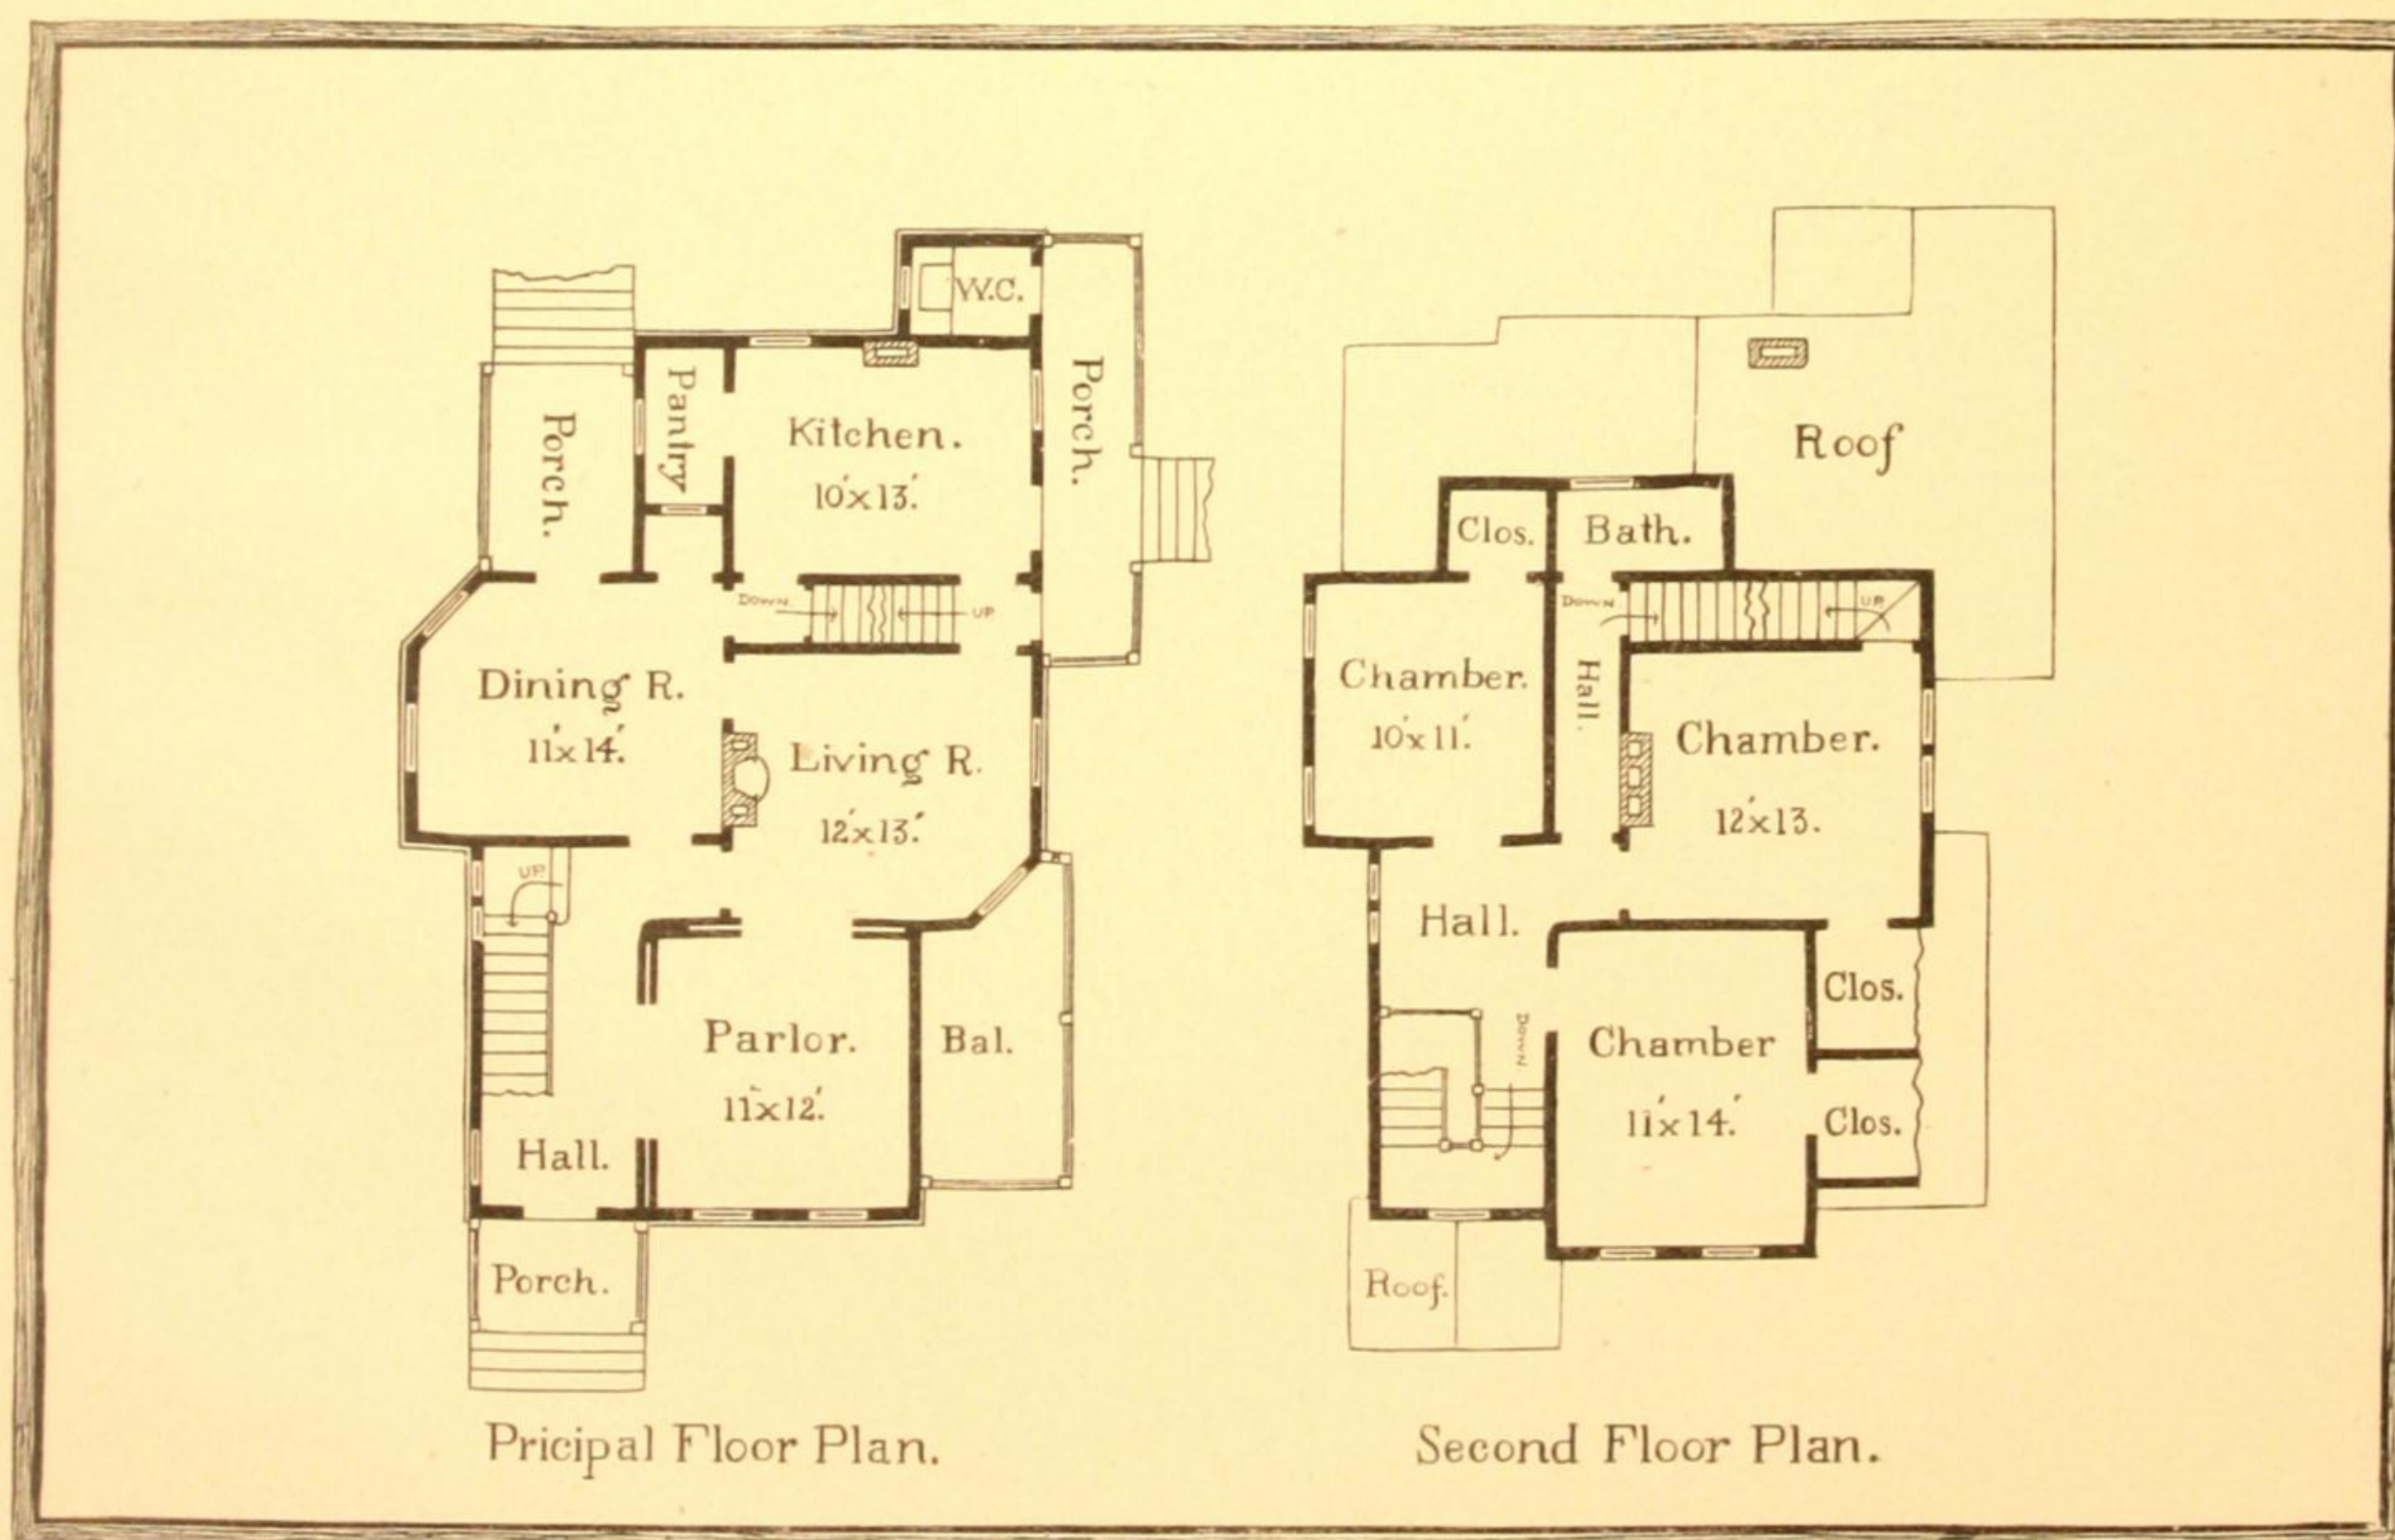 W.C.
Porch.
Pantry
Porch.
Kitchen.
10'x13'.
DOWN.
UP
Dining R.
11'x14'.
Living R.
12'x13'.
UP.
Parlor.
11'x12'.
Bal.
Hall.
Porch.
Pricipal Floor Plan.
Roof
Clos.
Bath.
DOWN.
UP.
Chamber.
10'x11'.
Hall.
Chamber.
12'x13.
Hall.
Clos.
DOWN.
Chamber
11'x14'.
Clos.
Roof.
Second Floor Plan.